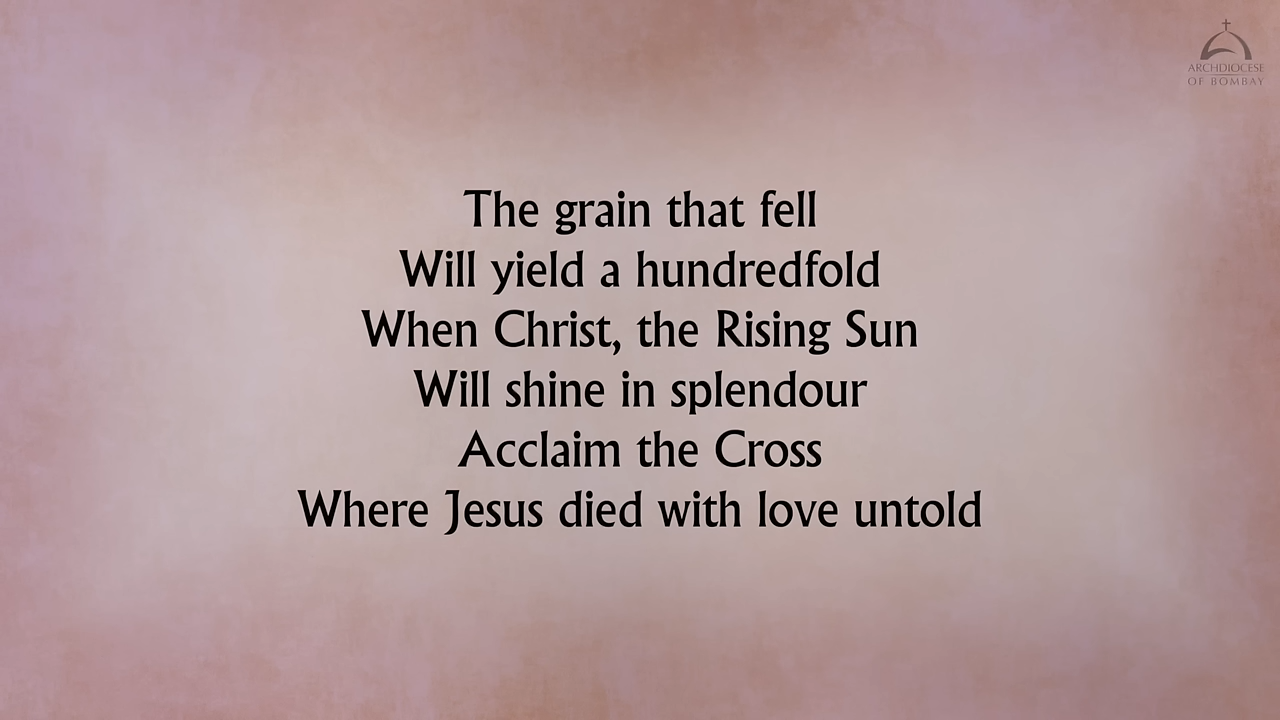 ARCHDIOCESE
OF BOMBAY
The grain that fell
Will yield a hundredfold
When Christ, the Rising Sun
Will shine in splendour
Acclaim the Cross
Where Jesus died with love untold